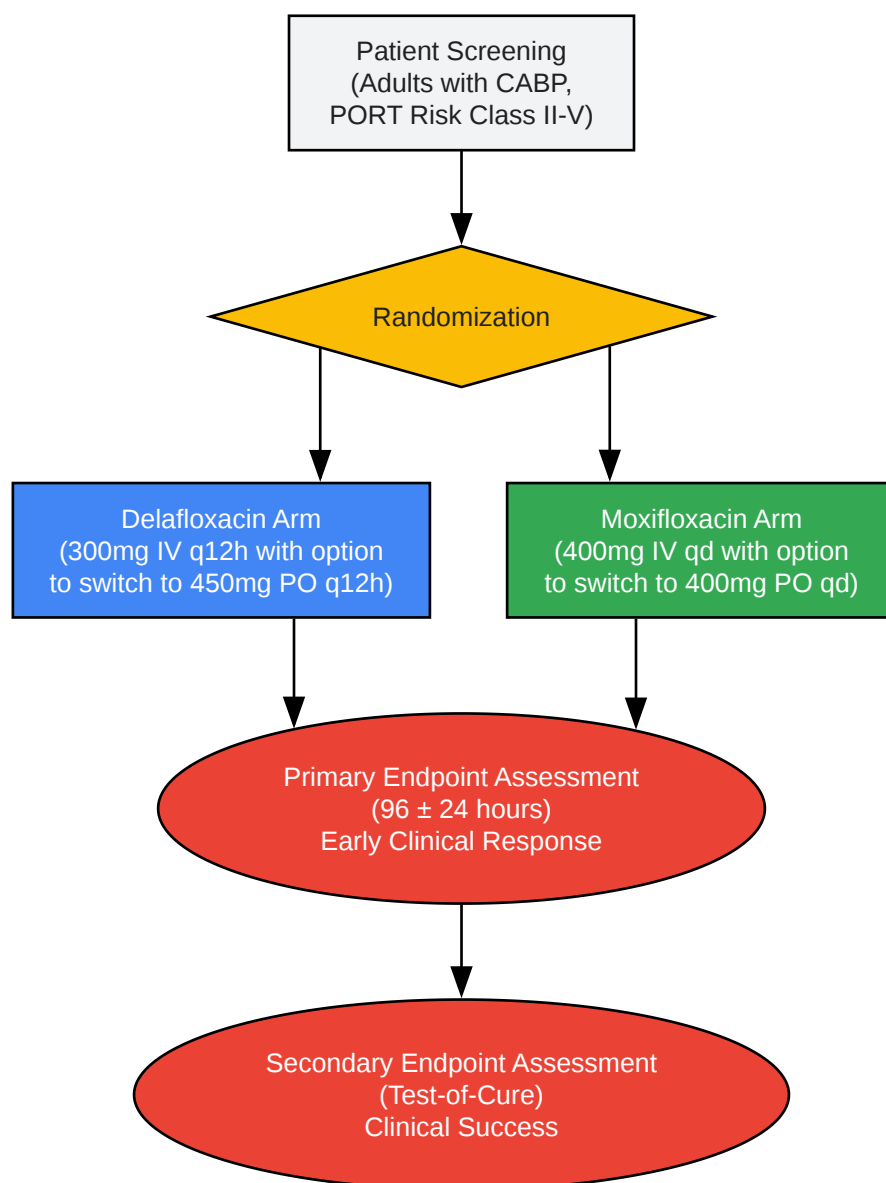 Patient Screening
(Adults with CABP,
PORT Risk Class II-V)
Randomization
Delafloxacin Arm
(300mg IV q12h with option
to switch to 450mg PO q12h)
Moxifloxacin Arm
(400mg IV qd with option
to switch to 400mg PO qd)
Primary Endpoint Assessment
(96 ± 24 hours)
Early Clinical Response
Secondary Endpoint Assessment
(Test-of-Cure)
Clinical Success